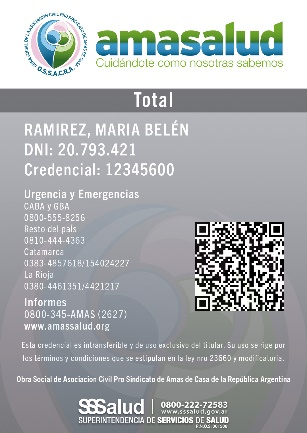 O.S.S.A.C.R.A.
amasalud
Cuidándote como nosotras sabemos
Total
RAMIREZ, MARIA BELÉN
DNI: 20.793.421
Credencial: 12345600
Urgencia y Emergencias
CABA y GBA
0800-555-8256
Resto del país
0810-444-4363
Catamarca
0383-4857618/154024227
La Rioja
0380-4461351/4421217
Informes
0800-345-AMAS (2627)
www.amassalud.org
Esta credencial es intransferible y de uso exclusivo del titular. Su uso se rige por
los términos y condiciones que se estipulan en la ley nro 23660 y modificatoria.
Obra Social de Asociacion Civil Pro Sindicato de Amas de Casa de la República Argentina
SSSalud
0800-222-72583
www.sssalud.gov.ar
SUPERINTENDENCIA DE SERVICIOS DE SALUD